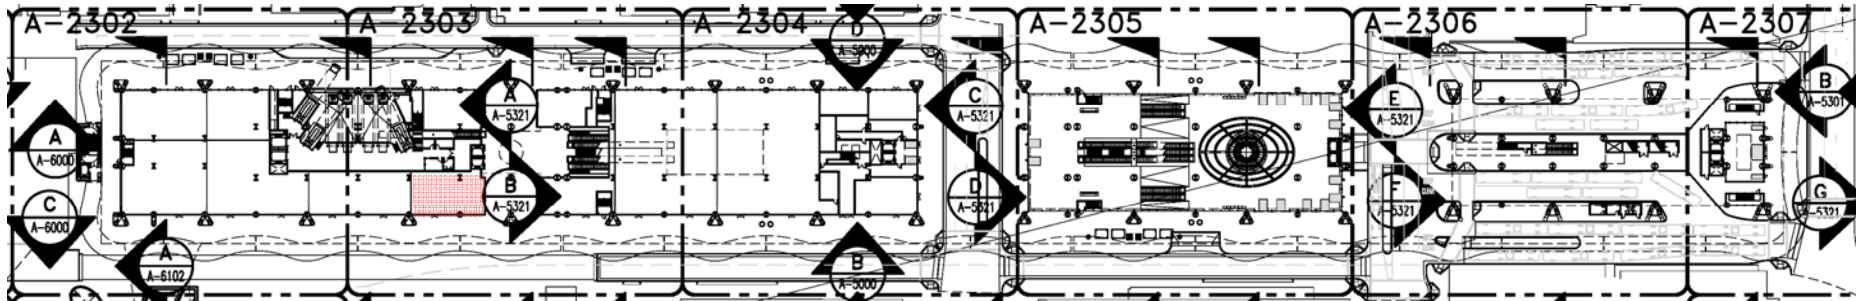 A-2302
A-2303
A-2304
A-2305
A-2306
A-2307
D
A-5000
A
A-5321
C
A-5321
E
A-5321
B
A-5301
A
A-6000
B
A-5321
D
A-5321
F
A-5321
G
A-5321
C
A-6000
A
A-6102
B
A-5000